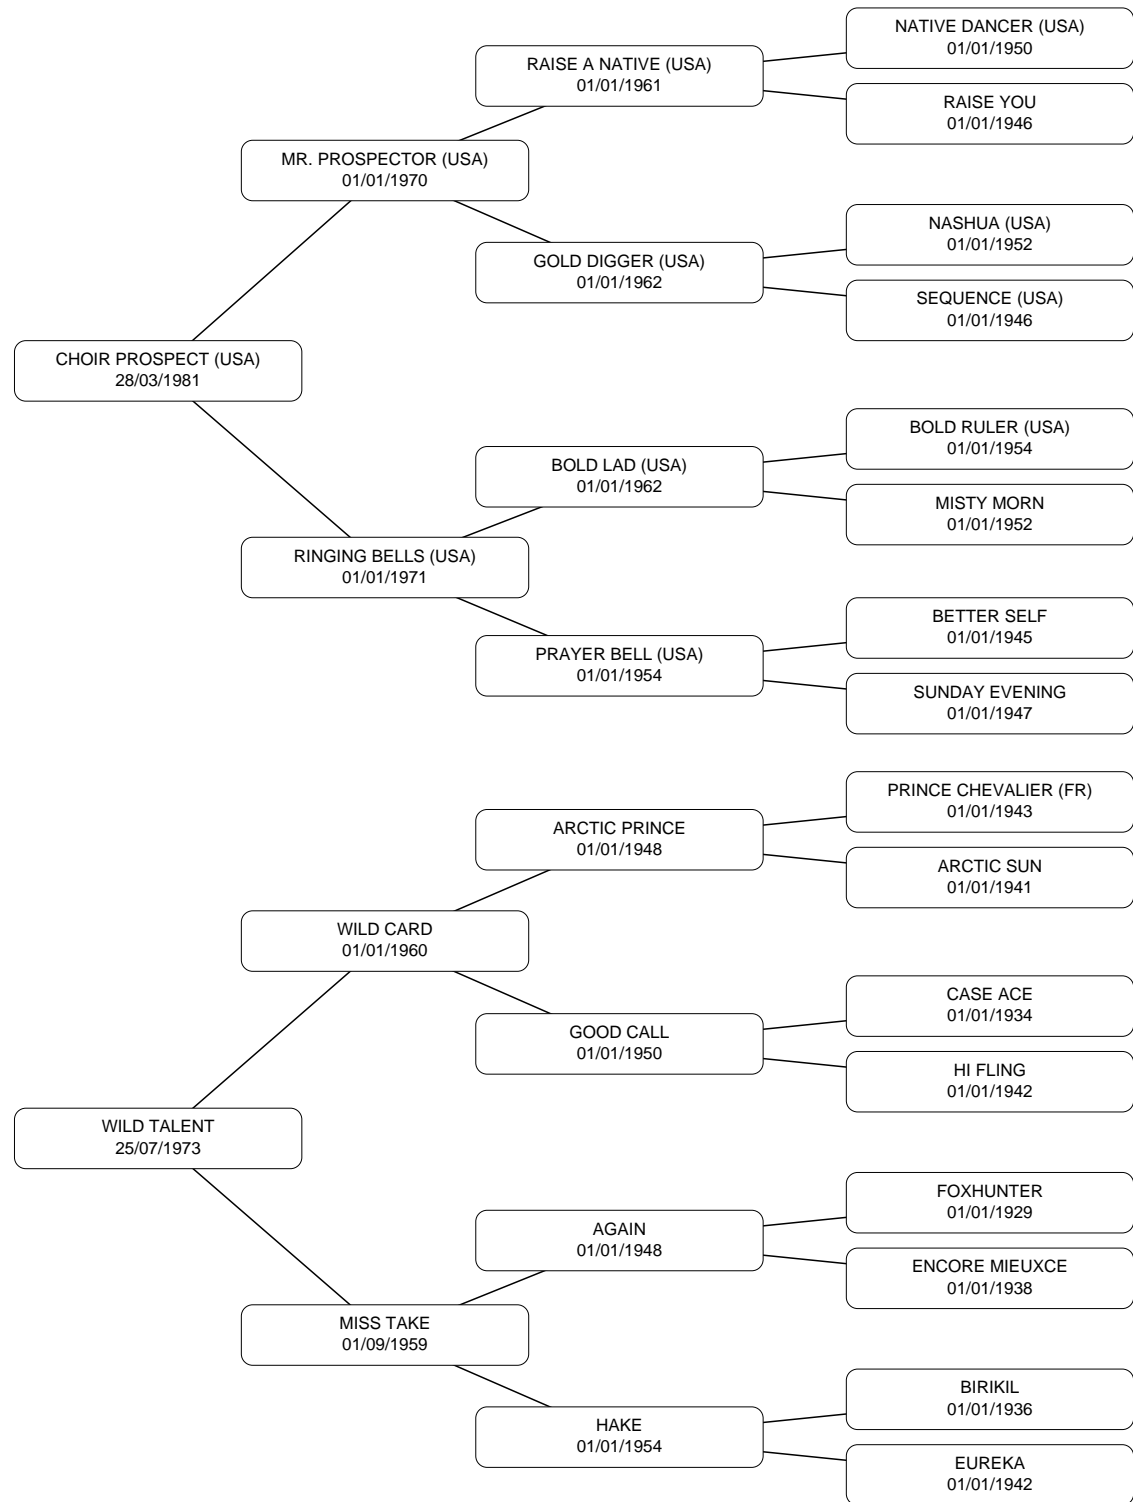 NATIVE DANCER (USA)
01/01/1950
RAISE A NATIVE (USA)
01/01/1961
RAISE YOU
01/01/1946
MR. PROSPECTOR (USA)
01/01/1970
NASHUA (USA)
01/01/1952
GOLD DIGGER (USA)
01/01/1962
SEQUENCE (USA)
01/01/1946
CHOIR PROSPECT (USA)
28/03/1981
BOLD RULER (USA)
01/01/1954
BOLD LAD (USA)
01/01/1962
MISTY MORN
01/01/1952
RINGING BELLS (USA)
01/01/1971
BETTER SELF
01/01/1945
PRAYER BELL (USA)
01/01/1954
SUNDAY EVENING
01/01/1947
PRINCE CHEVALIER (FR)
01/01/1943
ARCTIC PRINCE
01/01/1948
ARCTIC SUN
01/01/1941
WILD CARD
01/01/1960
CASE ACE
01/01/1934
GOOD CALL
01/01/1950
HI FLING
01/01/1942
WILD TALENT
25/07/1973
FOXHUNTER
01/01/1929
AGAIN
01/01/1948
ENCORE MIEUXCE
01/01/1938
MISS TAKE
01/09/1959
BIRIKIL
01/01/1936
HAKE
01/01/1954
EUREKA
01/01/1942